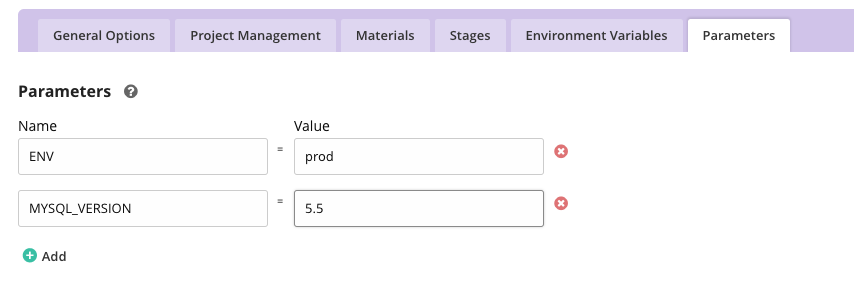 General Options Project Management Materials Stages Environment Variables Parameters
Parameters ?
Name Value
ENV = prod
MYSQL_VERSION = 5.5
Add